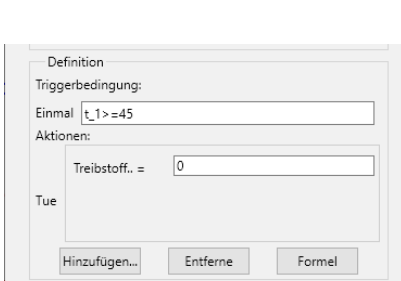 Definition
Triggerbedingung:
Einmal t_1>=45
Aktionen:
Treibstoff.. = 0
Tue
Hinzufügen... Entferne Formel